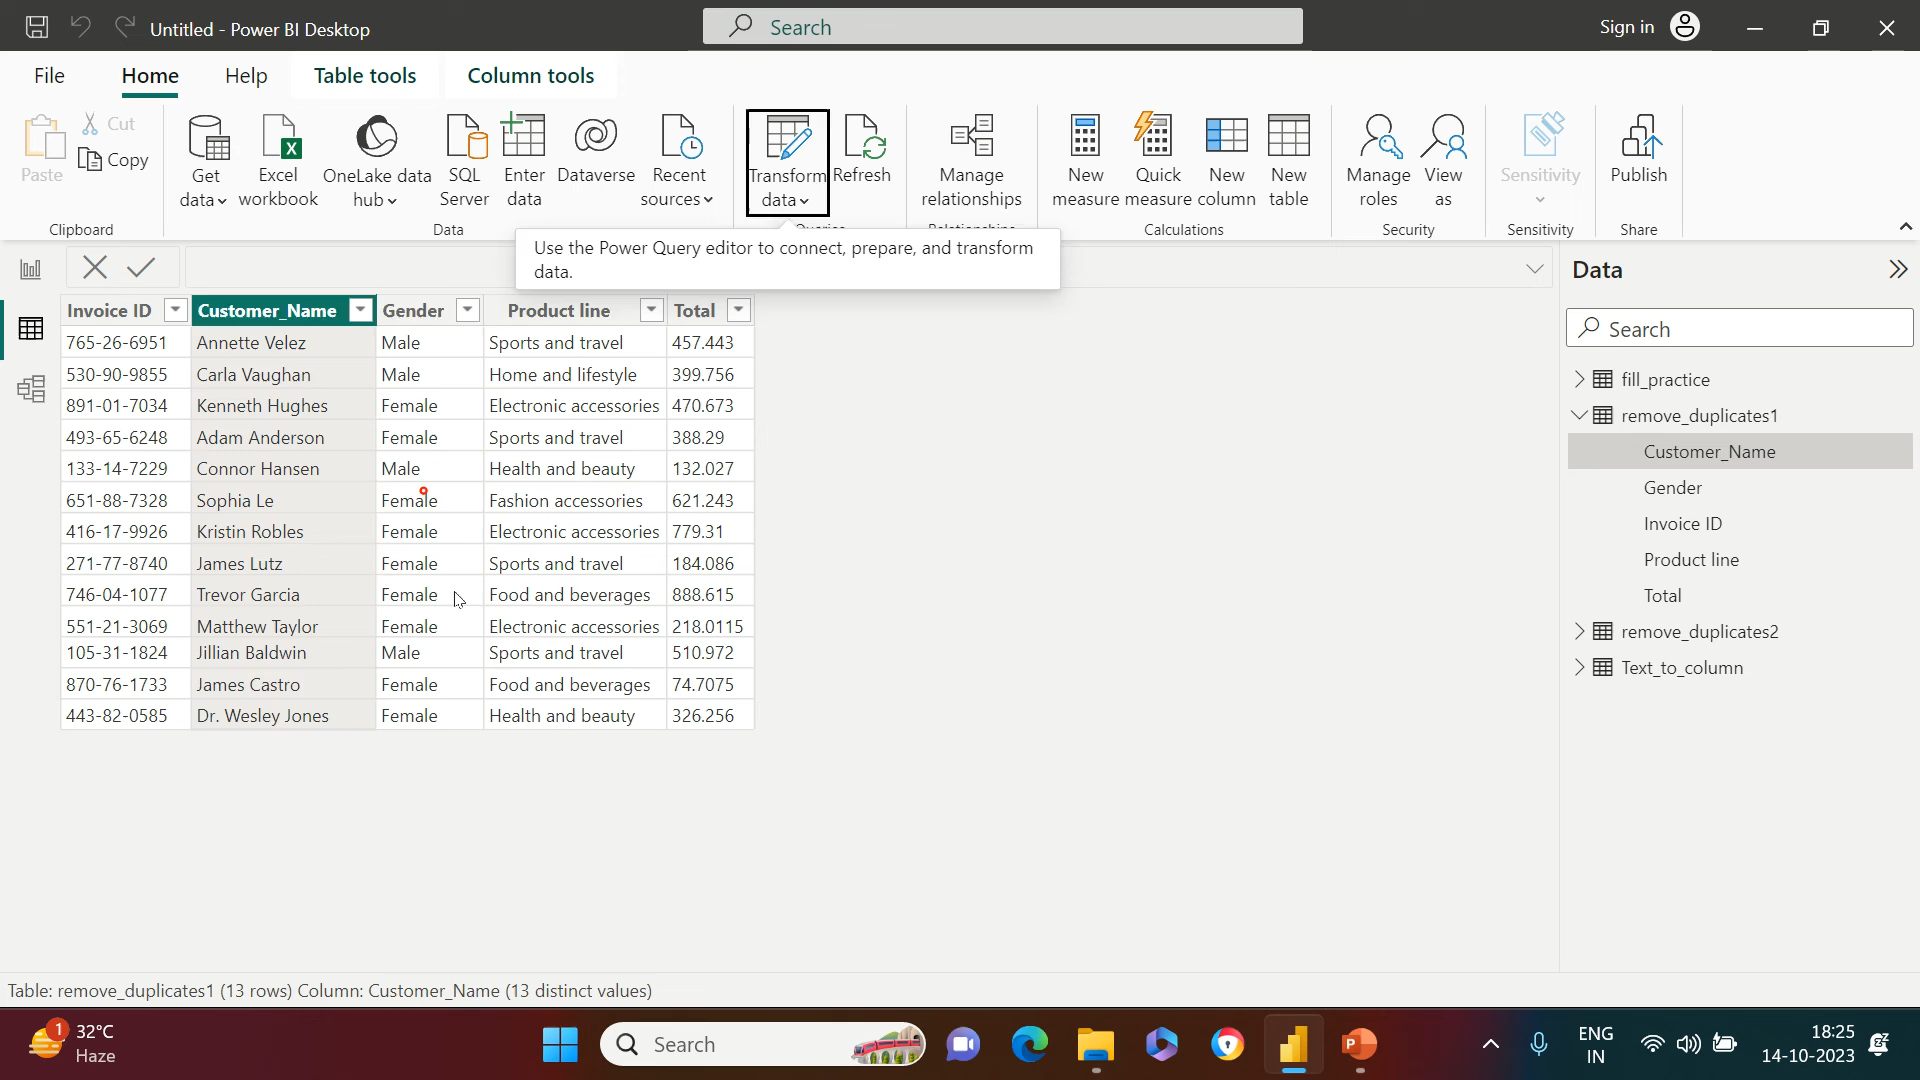 Untitled - Power BI Desktop
Search
Sign in
File
Home
Help
Table tools
Column tools
Paste
Cut
Copy
Clipboard
Get data
Excel workbook
OneLake data hub
SQL Server
Enter data
Dataverse
Recent sources
Data
Transform data
Refresh
Manage relationships
New measure
Quick measure
New column
New table
Calculations
Manage roles
View as
Security
Sensitivity
Sensitivity
Publish
Share
Use the Power Query editor to connect, prepare, and transform
data.
Invoice ID Customer_Name Gender Product line Total
765-26-6951 Annette Velez Male Sports and travel 457.443
530-90-9855 Carla Vaughan Male Home and lifestyle 399.756
891-01-7034 Kenneth Hughes Female Electronic accessories 470.673
493-65-6248 Adam Anderson Female Sports and travel 388.29
133-14-7229 Connor Hansen Male Health and beauty 132.027
651-88-7328 Sophia Le Female Fashion accessories 621.243
416-17-9926 Kristin Robles Female Electronic accessories 779.31
271-77-8740 James Lutz Female Sports and travel 184.086
746-04-1077 Trevor Garcia Female Food and beverages 888.615
551-21-3069 Matthew Taylor Female Electronic accessories 218.0115
105-31-1824 Jillian Baldwin Male Sports and travel 510.972
870-76-1733 James Castro Female Food and beverages 74.7075
443-82-0585 Dr. Wesley Jones Female Health and beauty 326.256
Data
Search
fill_practice
remove_duplicates1
Customer_Name
Gender
Invoice ID
Product line
Total
remove_duplicates2
Text_to_column
Table: remove_duplicates1 (13 rows) Column: Customer_Name (13 distinct values)
1
32°C
Haze
Search
ENG
IN
18:25
14-10-2023